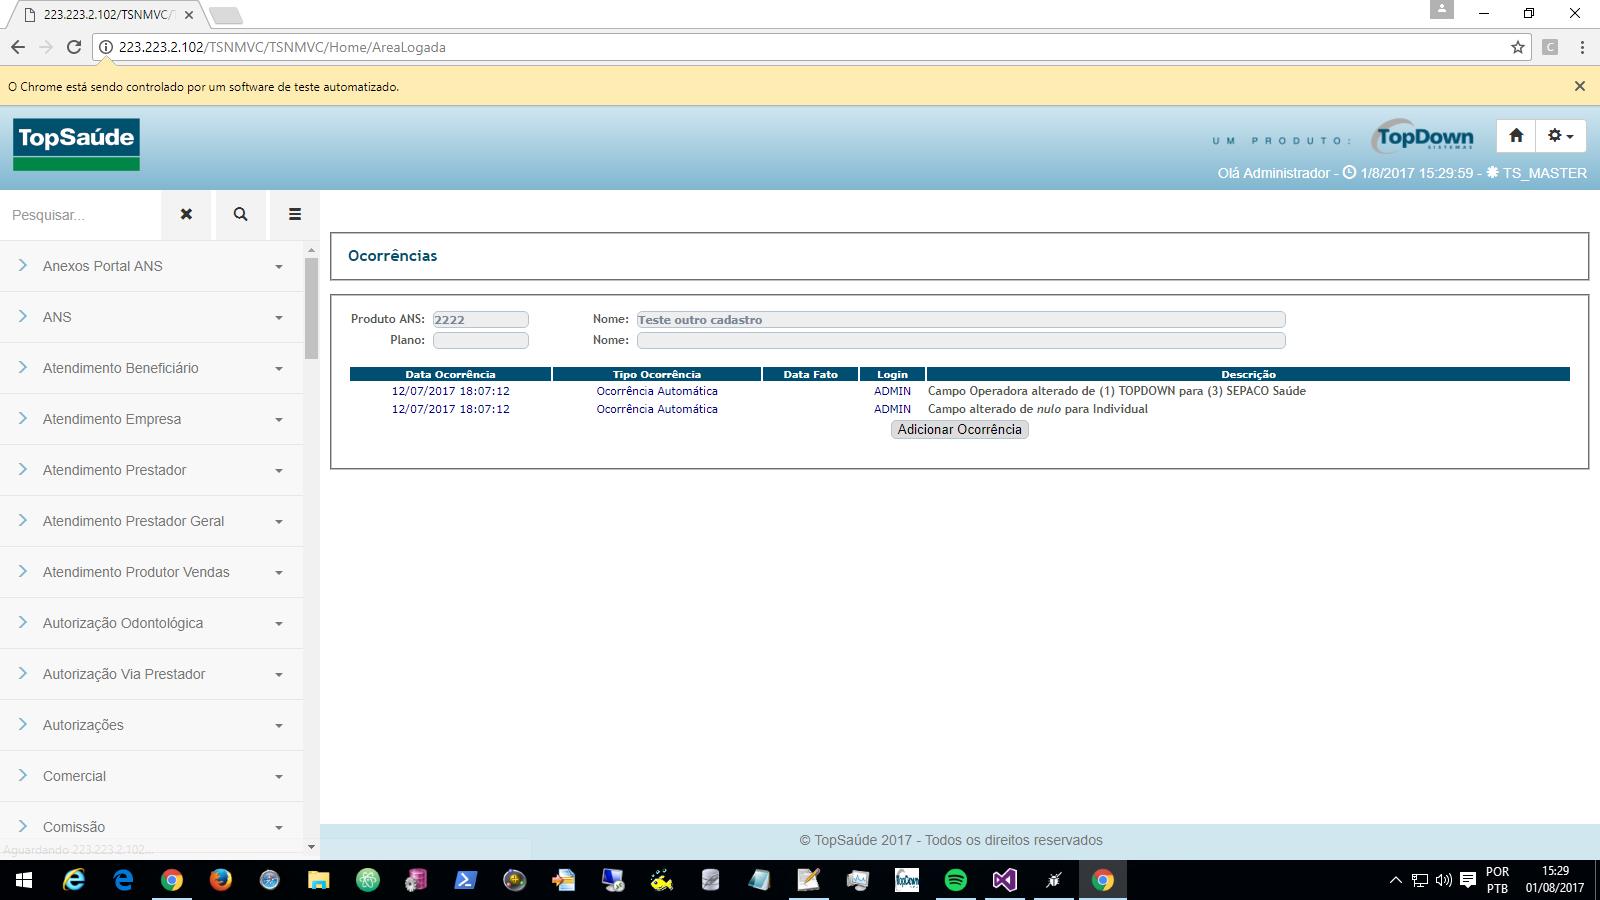 223.223.2.102/TSNMVC/T
223.223.2.102/TSNMVC/TSNMVC/Home/AreaLogada
C
O Chrome está sendo controlado por um software de teste automatizado.
TopSaúde
UM PRODUTO:
TopDown
SISTEMAS
Olá Administrador - 1/8/2017 15:29:59 - TS_MASTER
Pesquisar...
Anexos Portal ANS
ANS
Atendimento Beneficiário
Atendimento Empresa
Atendimento Prestador
Atendimento Prestador Geral
Atendimento Produtor Vendas
Autorização Odontológica
Autorização Via Prestador
Autorizações
Comercial
Comissão
Aguardando 223.223.2.102...
Ocorrências
Produto ANS: 2222 Nome: Teste outro cadastro
Plano: Nome:
Data Ocorrência Tipo Ocorrência Data Fato Login Descrição
12/07/2017 18:07:12 Ocorrência Automática ADMIN Campo Operadora alterado de (1) TOPDOWN para (3) SEPACO Saúde
12/07/2017 18:07:12 Ocorrência Automática ADMIN Campo alterado de nulo para Individual
Adicionar Ocorrência
© TopSaúde 2017 - Todos os direitos reservados
TopDown
POR
PTB
15:29
01/08/2017